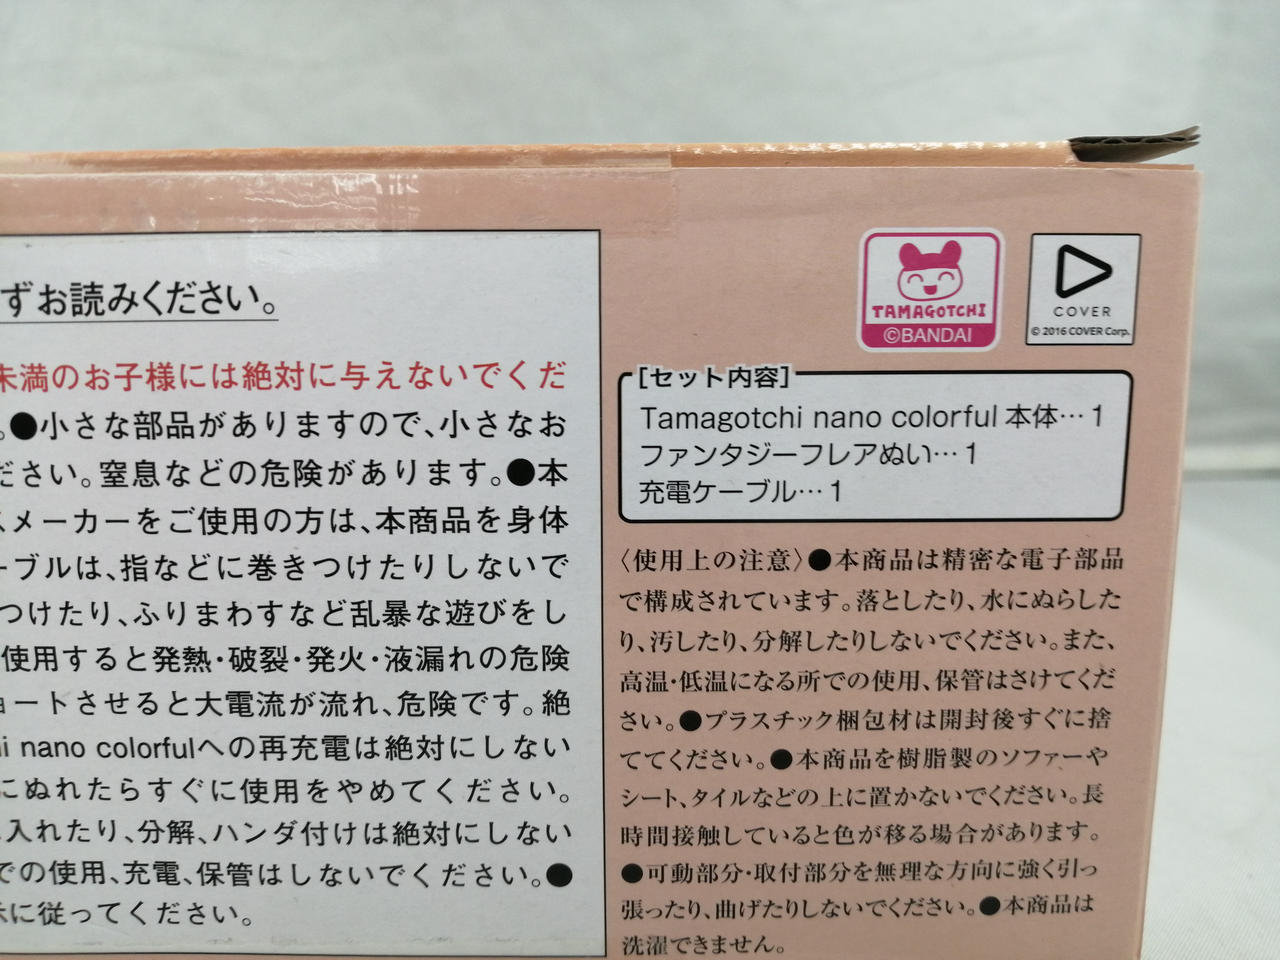 ずお読みください。
未満のお子様には絶対に与えないでくだ
。●小さな部品がありますので、小さなお
ださい。窒息などの危険があります。●本
スメーカーをご使用の方は、本商品を身体
ーブルは、指などに巻きつけたりしないで
つけたり、ふりまわすなど乱暴な遊びをし
使用すると発熱・破裂・発火・液漏れの危険
ョートさせると大電流が流れ、危険です。絶
hi nano colorfulへの再充電は絶対にしない
にぬれたらすぐに使用をやめてください。
入れたり、分解、ハンダ付けは絶対にしない
での使用、充電、保管はしないでください。●
示に従ってください。
TAMAGOTCHI
©BANDAI
COVER
© 2016 COVER Corp.
[セット内容]
Tamagotchi nano colorful 本体…1
ファンタジーフレアぬい…1
充電ケーブル…1
〈使用上の注意〉●本商品は精密な電子部品
で構成されています。落としたり、水にぬらした
り、汚したり、分解したりしないでください。また、
高温・低温になる所での使用、保管はさけてくだ
さい。●プラスチック梱包材は開封後すぐに捨
ててください。●本商品を樹脂製のソファーや
シート、タイルなどの上に置かないでください。長
時間接触していると色が移る場合があります。
●可動部分・取付部分を無理な方向に強く引っ
張ったり、曲げたりしないでください。●本商品は
洗濯できません。